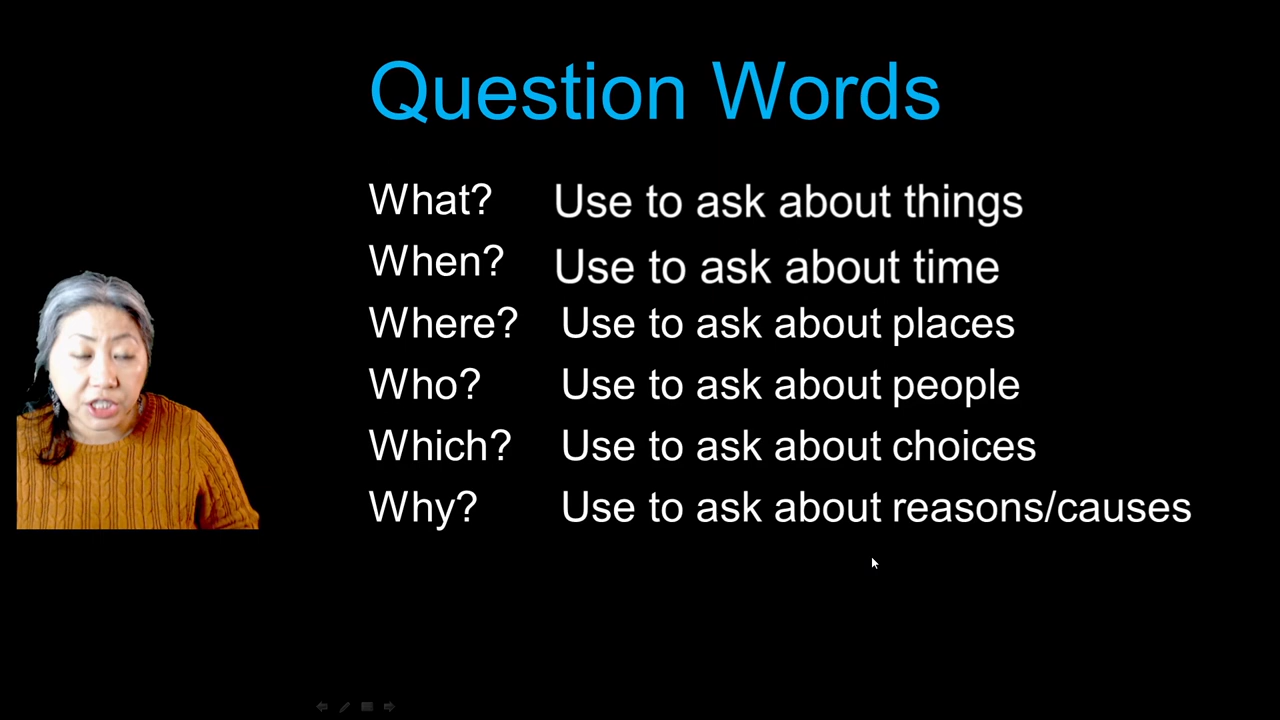 Question Words
What? Use to ask about things
When? Use to ask about time
Where? Use to ask about places
Who? Use to ask about people
Which? Use to ask about choices
Why? Use to ask about reasons/causes